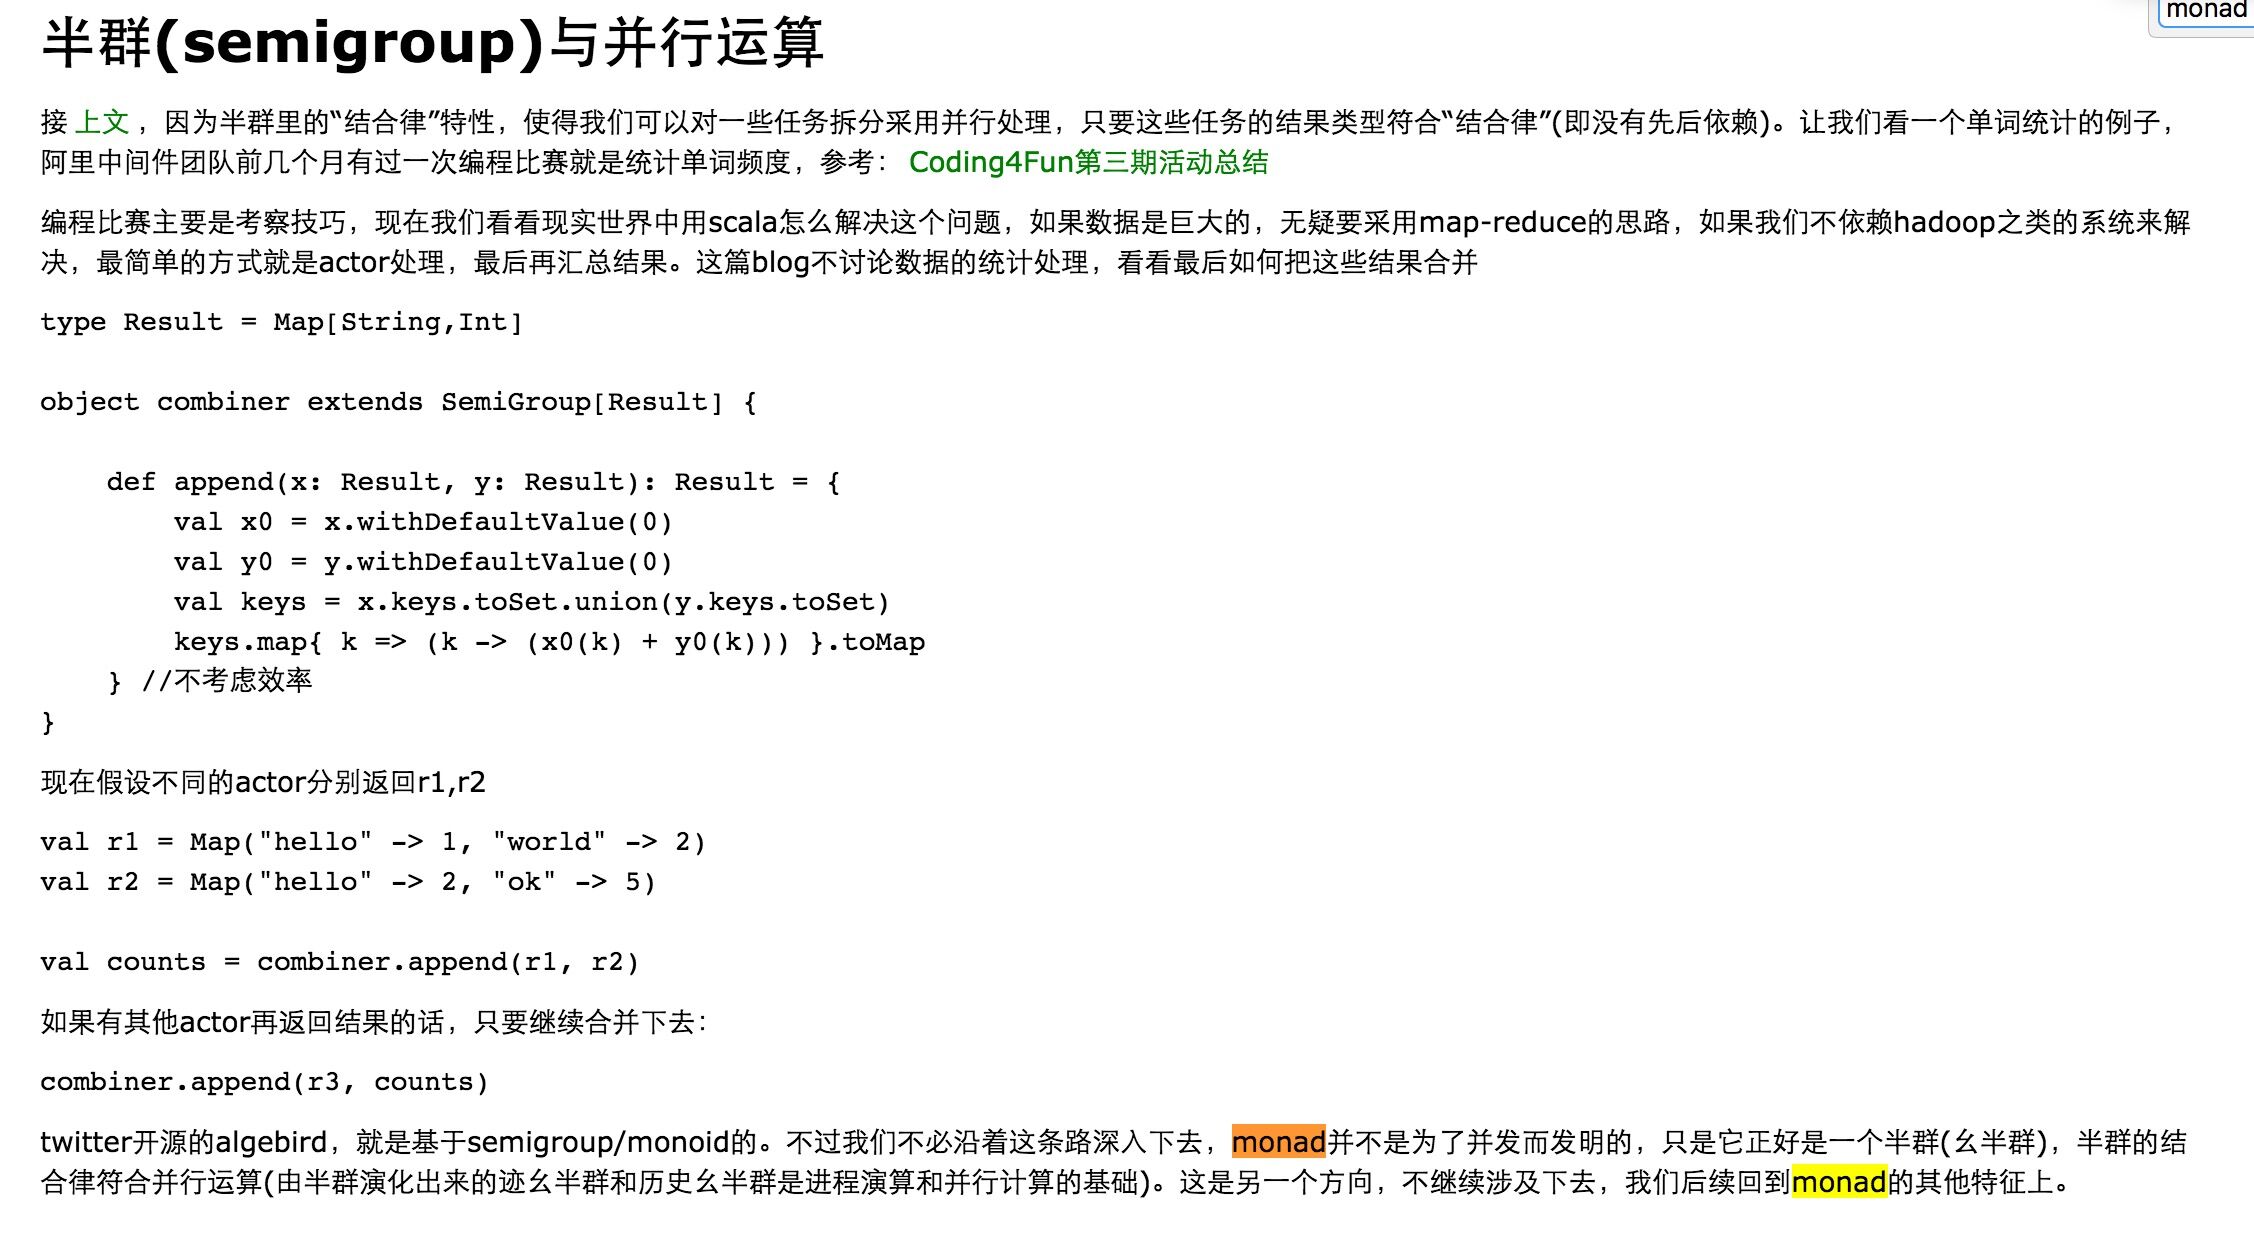 monad
半群(semigroup)与并行运算
接 上文 ，因为半群里的“结合律”特性，使得我们可以对一些任务拆分采用并行处理，只要这些任务的结果类型符合“结合律”(即没有先后依赖)。让我们看一个单词统计的例子，
阿里中间件团队前几个月有过一次编程比赛就是统计单词频度，参考： Coding4Fun第三期活动总结
编程比赛主要是考察技巧，现在我们看看现实世界中用scala怎么解决这个问题，如果数据是巨大的，无疑要采用map-reduce的思路，如果我们不依赖hadoop之类的系统来解
决，最简单的方式就是actor处理，最后再汇总结果。这篇blog不讨论数据的统计处理，看看最后如何把这些结果合并
type Result = Map[String,Int]
object combiner extends SemiGroup[Result] {
    def append(x: Result, y: Result): Result = {
        val x0 = x.withDefaultValue(0)
        val y0 = y.withDefaultValue(0)
        val keys = x.keys.toSet.union(y.keys.toSet)
        keys.map{ k => (k -> (x0(k) + y0(k))) }.toMap
    } //不考虑效率
}
现在假设不同的actor分别返回r1,r2
val r1 = Map("hello" -> 1, "world" -> 2)
val r2 = Map("hello" -> 2, "ok" -> 5)
val counts = combiner.append(r1, r2)
如果有其他actor再返回结果的话，只要继续合并下去：
combiner.append(r3, counts)
twitter开源的algebird，就是基于semigroup/monoid的。不过我们不必沿着这条路深入下去，monad并不是为了并发而发明的，只是它正好是一个半群(幺半群)，半群的结
合律符合并行运算(由半群演化出来的迹幺半群和历史幺半群是进程演算和并行计算的基础)。这是另一个方向，不继续涉及下去，我们后续回到monad的其他特征上。